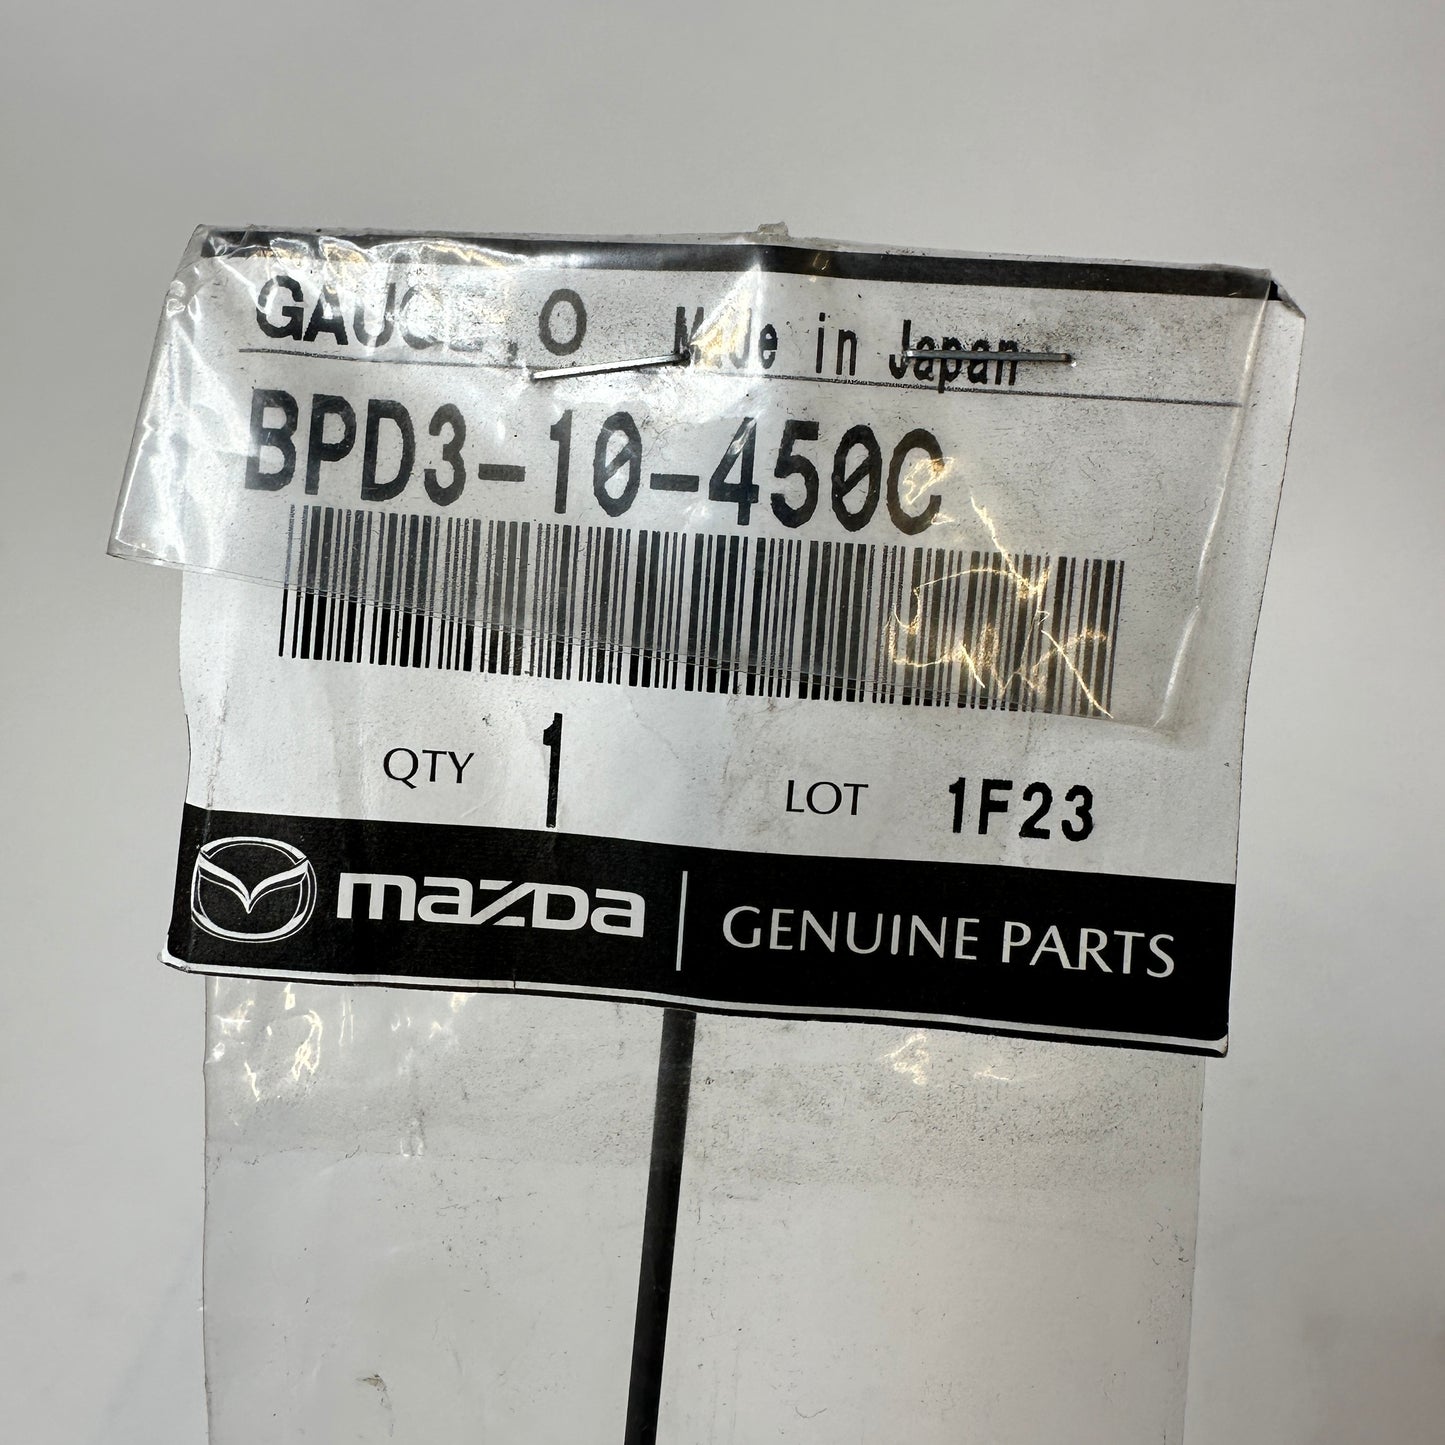 GAUGE, O Made in Japan
BPD3-10-450C
QTY 1 LOT 1F23
mazda GENUINE PARTS